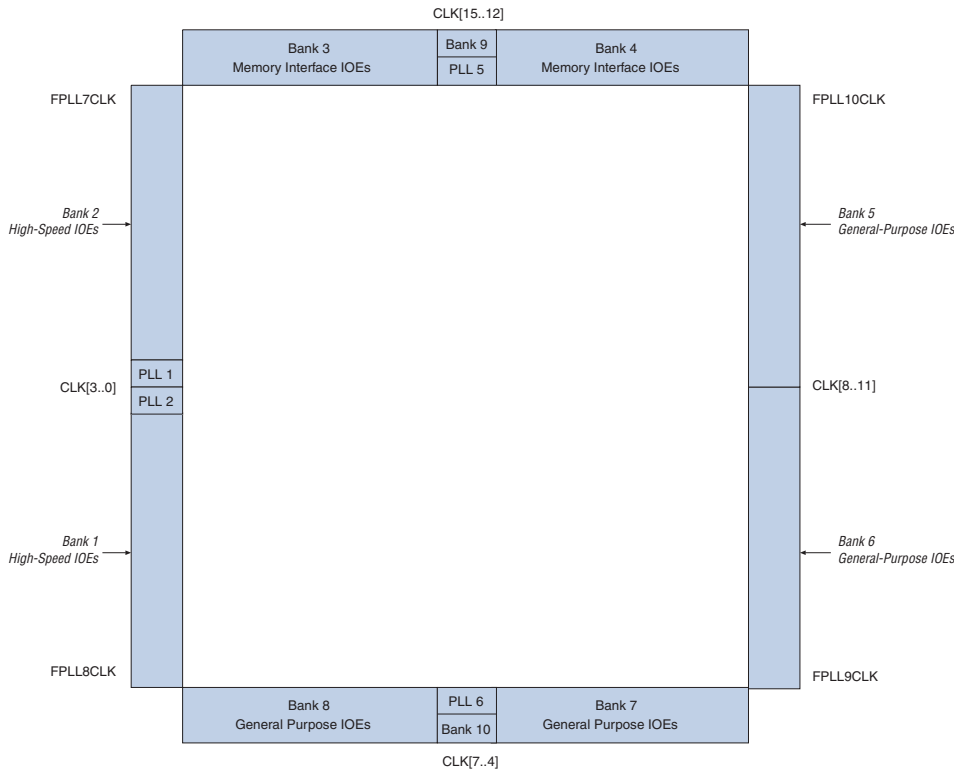 CLK[15..12]
Bank 3
Memory Interface IOEs
Bank 9
PLL 5
Bank 4
Memory Interface IOEs
FPLL7CLK
FPLL10CLK
Bank 2
High-Speed IOEs
Bank 5
General-Purpose IOEs
PLL 1
CLK[3..0]
PLL 2
CLK[8..11]
Bank 1
High-Speed IOEs
Bank 6
General-Purpose IOEs
FPLL8CLK
FPLL9CLK
Bank 8
General Purpose IOEs
PLL 6
Bank 10
Bank 7
General Purpose IOEs
CLK[7..4]